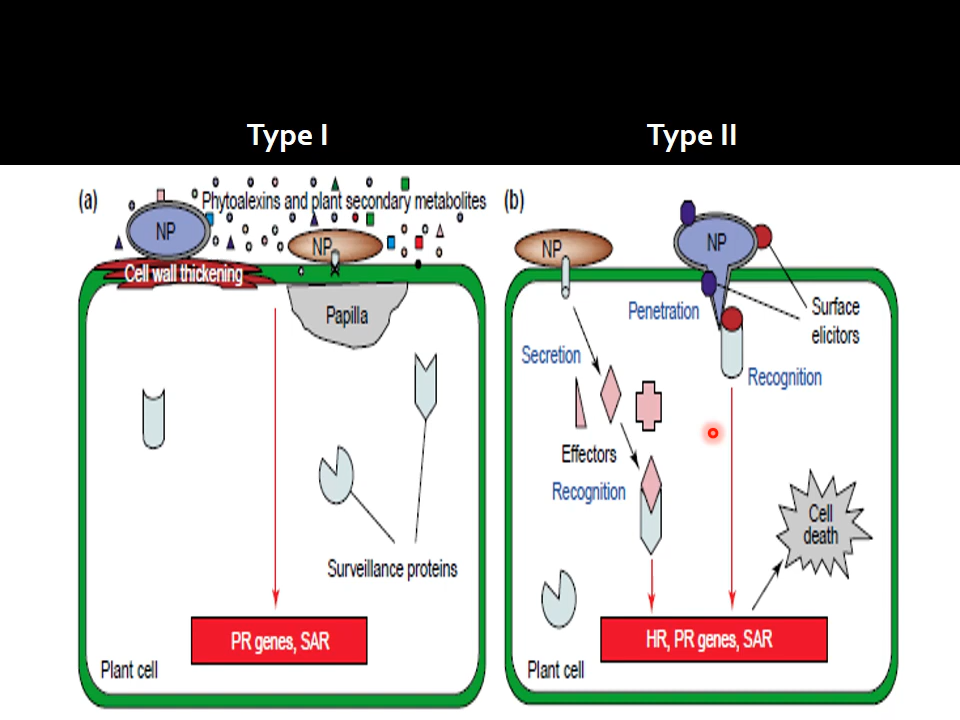 Type I
Type II
(a)
Phytoalexins and plant secondary metabolites
NP
NP
Cell wall thickening
Papilla
Surveillance proteins
PR genes, SAR
Plant cell
(b)
NP
NP
Penetration
Surface
elicitors
Secretion
Recognition
Effectors
Recognition
Cell
death
HR, PR genes, SAR
Plant cell